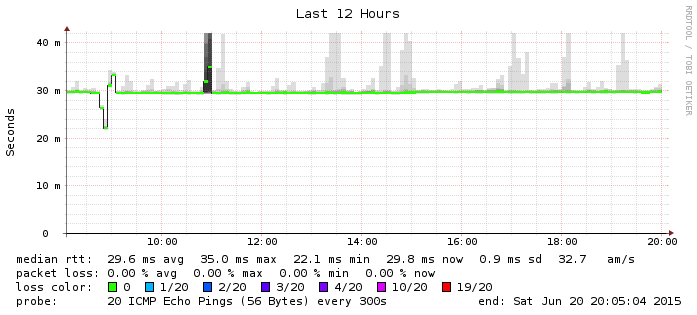 Last 12 Hours
RRDTOOL / TOBI OETIKER
Seconds
40 m
30 m
20 m
10 m
0
10:00 12:00 14:00 16:00 18:00 20:00
median rtt: 29.6 ms avg 35.0 ms max 22.1 ms min 29.8 ms now 0.9 ms sd 32.7 am/s
packet loss: 0.00 % avg 0.00 % max 0.00 % min 0.00 % now
loss color: 0 1/20 2/20 3/20 4/20 10/20 19/20
probe: 20 ICMP Echo Pings (56 Bytes) every 300s end: Sat Jun 20 20:05:04 2015